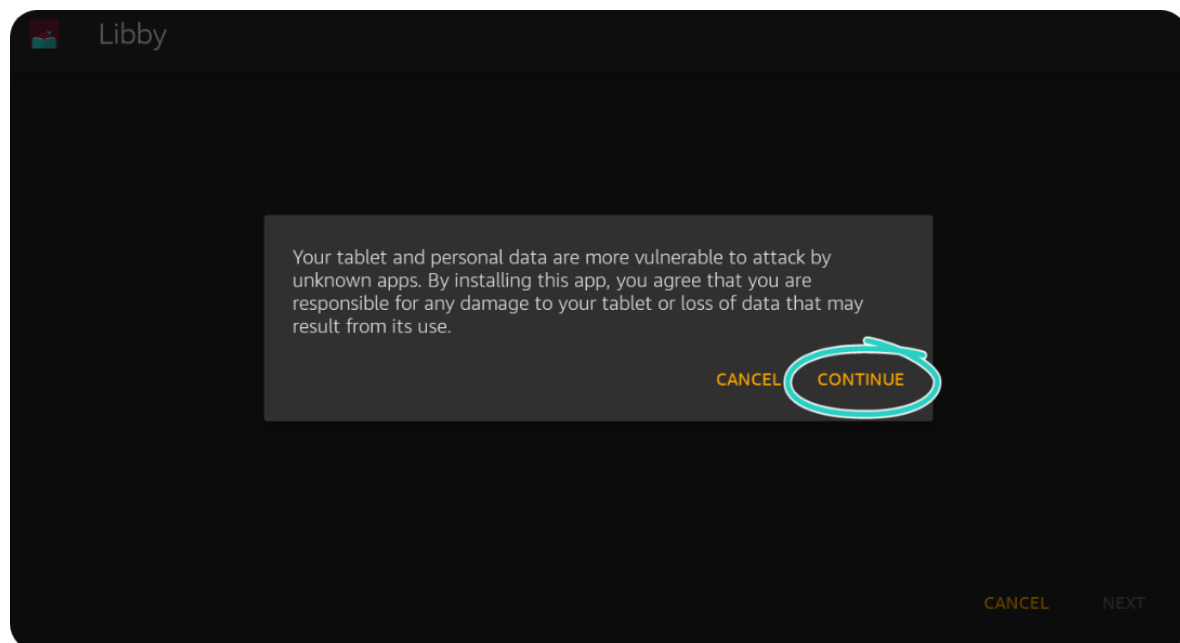 Libby
Your tablet and personal data are more vulnerable to attack by
unknown apps. By installing this app, you agree that you are
responsible for any damage to your tablet or loss of data that may
result from its use.
CANCEL CONTINUE
CANCEL NEXT